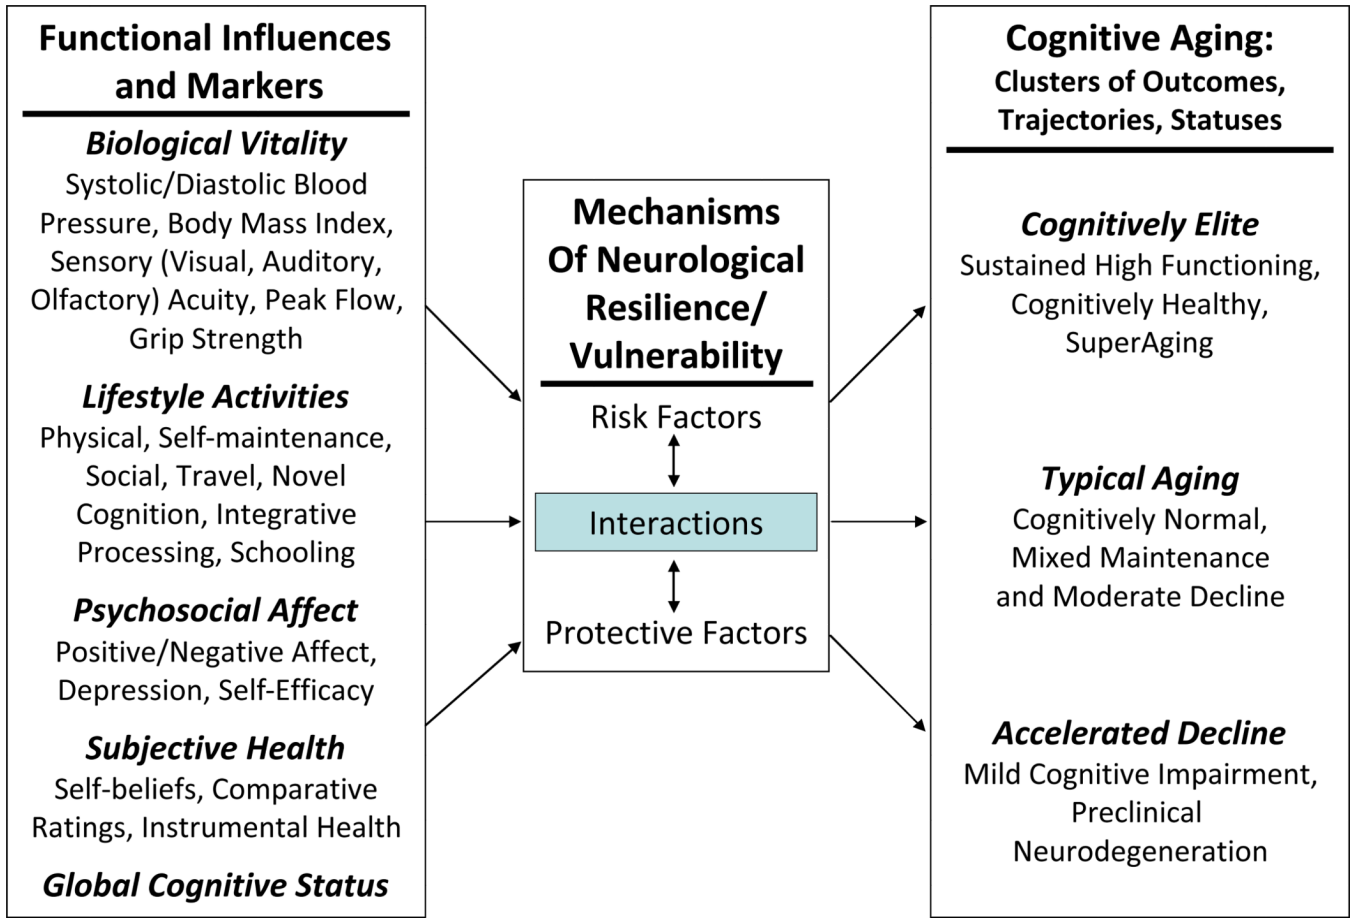 Functional Influences
and Markers
Biological Vitality
Systolic/Diastolic Blood
Pressure, Body Mass Index,
Sensory (Visual, Auditory,
Olfactory) Acuity, Peak Flow,
Grip Strength
Lifestyle Activities
Physical, Self-maintenance,
Social, Travel, Novel
Cognition, Integrative
Processing, Schooling
Psychosocial Affect
Positive/Negative Affect,
Depression, Self-Efficacy
Subjective Health
Self-beliefs, Comparative
Ratings, Instrumental Health
Global Cognitive Status
Mechanisms
Of Neurological
Resilience/
Vulnerability
Risk Factors
Interactions
Protective Factors
Cognitive Aging:
Clusters of Outcomes,
Trajectories, Statuses
Cognitively Elite
Sustained High Functioning,
Cognitively Healthy,
SuperAging
Typical Aging
Cognitively Normal,
Mixed Maintenance
and Moderate Decline
Accelerated Decline
Mild Cognitive Impairment,
Preclinical
Neurodegeneration